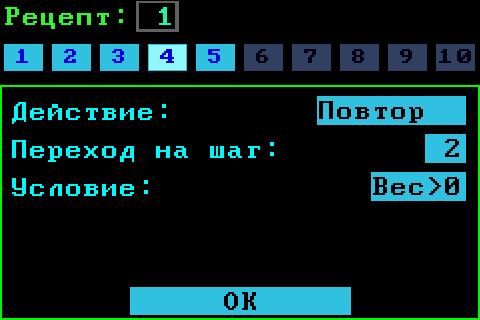 Рецепт: 1
1 2 3 4 5 6 7 8 9 10
Действие: Повтор
Переход на шаг: 2
Условие: Вес>0
ОК